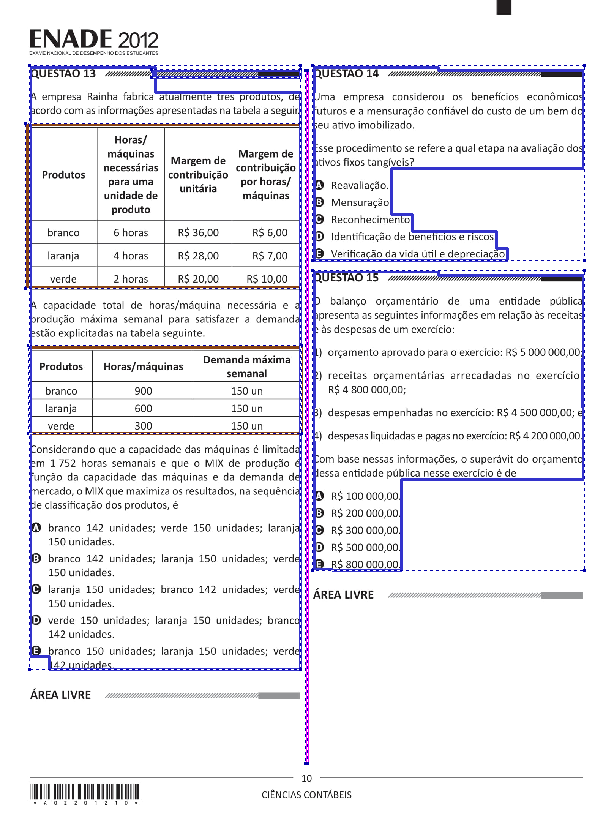 ENADE 2012
EXAME NACIONAL DE DESEMPENHO DOS ESTUDANTES
QUESTÃO 13
A empresa Rainha fabrica atualmente três produtos, de
acordo com as informações apresentadas na tabela a seguir.
Produtos
Horas/
máquinas
necessárias
para uma
unidade de
produto
Margem de
contribuição
unitária
Margem de
contribuição
por horas/
máquinas
branco 6 horas R$ 36,00 R$ 6,00
laranja 4 horas R$ 28,00 R$ 7,00
verde 2 horas R$ 20,00 R$ 10,00
A capacidade total de horas/máquina necessária e a
produção máxima semanal para satisfazer a demanda
estão explicitadas na tabela seguinte.
Produtos Horas/máquinas Demanda máxima
semanal
branco 900 150 un
laranja 600 150 un
verde 300 150 un
Considerando que a capacidade das máquinas é limitada
em 1 752 horas semanais e que o MIX de produção é
função da capacidade das máquinas e da demanda de
mercado, o MIX que maximiza os resultados, na sequência
de classificação dos produtos, é
A branco 142 unidades; verde 150 unidades; laranja
150 unidades.
B branco 142 unidades; laranja 150 unidades; verde
150 unidades.
C laranja 150 unidades; branco 142 unidades; verde
150 unidades.
D verde 150 unidades; laranja 150 unidades; branco
142 unidades.
E branco 150 unidades; laranja 150 unidades; verde
142 unidades.
ÁREA LIVRE
QUESTÃO 14
Uma empresa considerou os benefícios econômicos
futuros e a mensuração confiável do custo de um bem do
seu ativo imobilizado.
Esse procedimento se refere a qual etapa na avaliação dos
ativos fixos tangíveis?
A Reavaliação.
B Mensuração.
C Reconhecimento.
D Identificação de benefícios e riscos.
E Verificação da vida útil e depreciação.
QUESTÃO 15
O balanço orçamentário de uma entidade pública
apresenta as seguintes informações em relação às receitas
e às despesas de um exercício:
1) orçamento aprovado para o exercício: R$ 5 000 000,00;
2) receitas orçamentárias arrecadadas no exercício:
R$ 4 800 000,00;
3) despesas empenhadas no exercício: R$ 4 500 000,00; e
4) despesas liquidadas e pagas no exercício: R$ 4 200 000,00.
Com base nessas informações, o superávit do orçamento
dessa entidade pública nesse exercício é de
A R$ 100 000,00.
B R$ 200 000,00.
C R$ 300 000,00.
D R$ 500 000,00.
E R$ 800 000,00.
ÁREA LIVRE
10
CIÊNCIAS CONTÁBEIS
* A 0 2 2 0 1 2 1 0 *